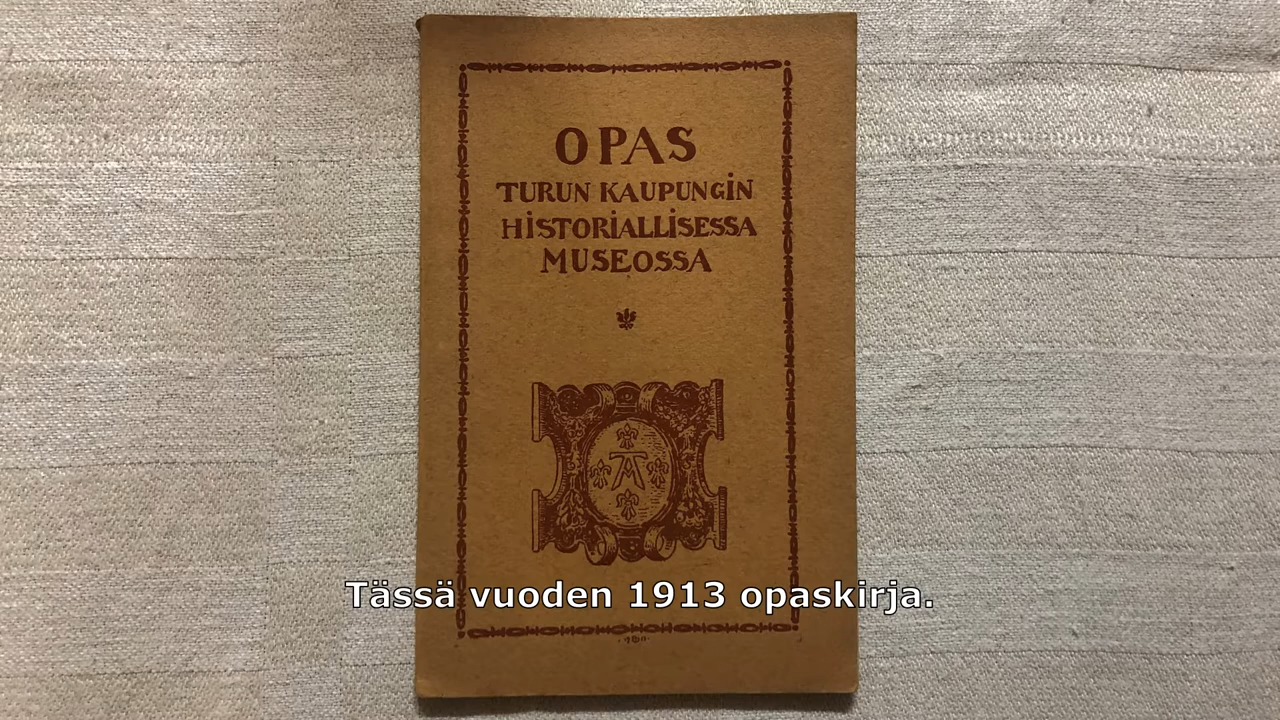 OPAS
TURUN KAUPUNGIN
HISTORIALLISESSA
MUSEOSSA
A
Tässä vuoden 1913 opaskirja.